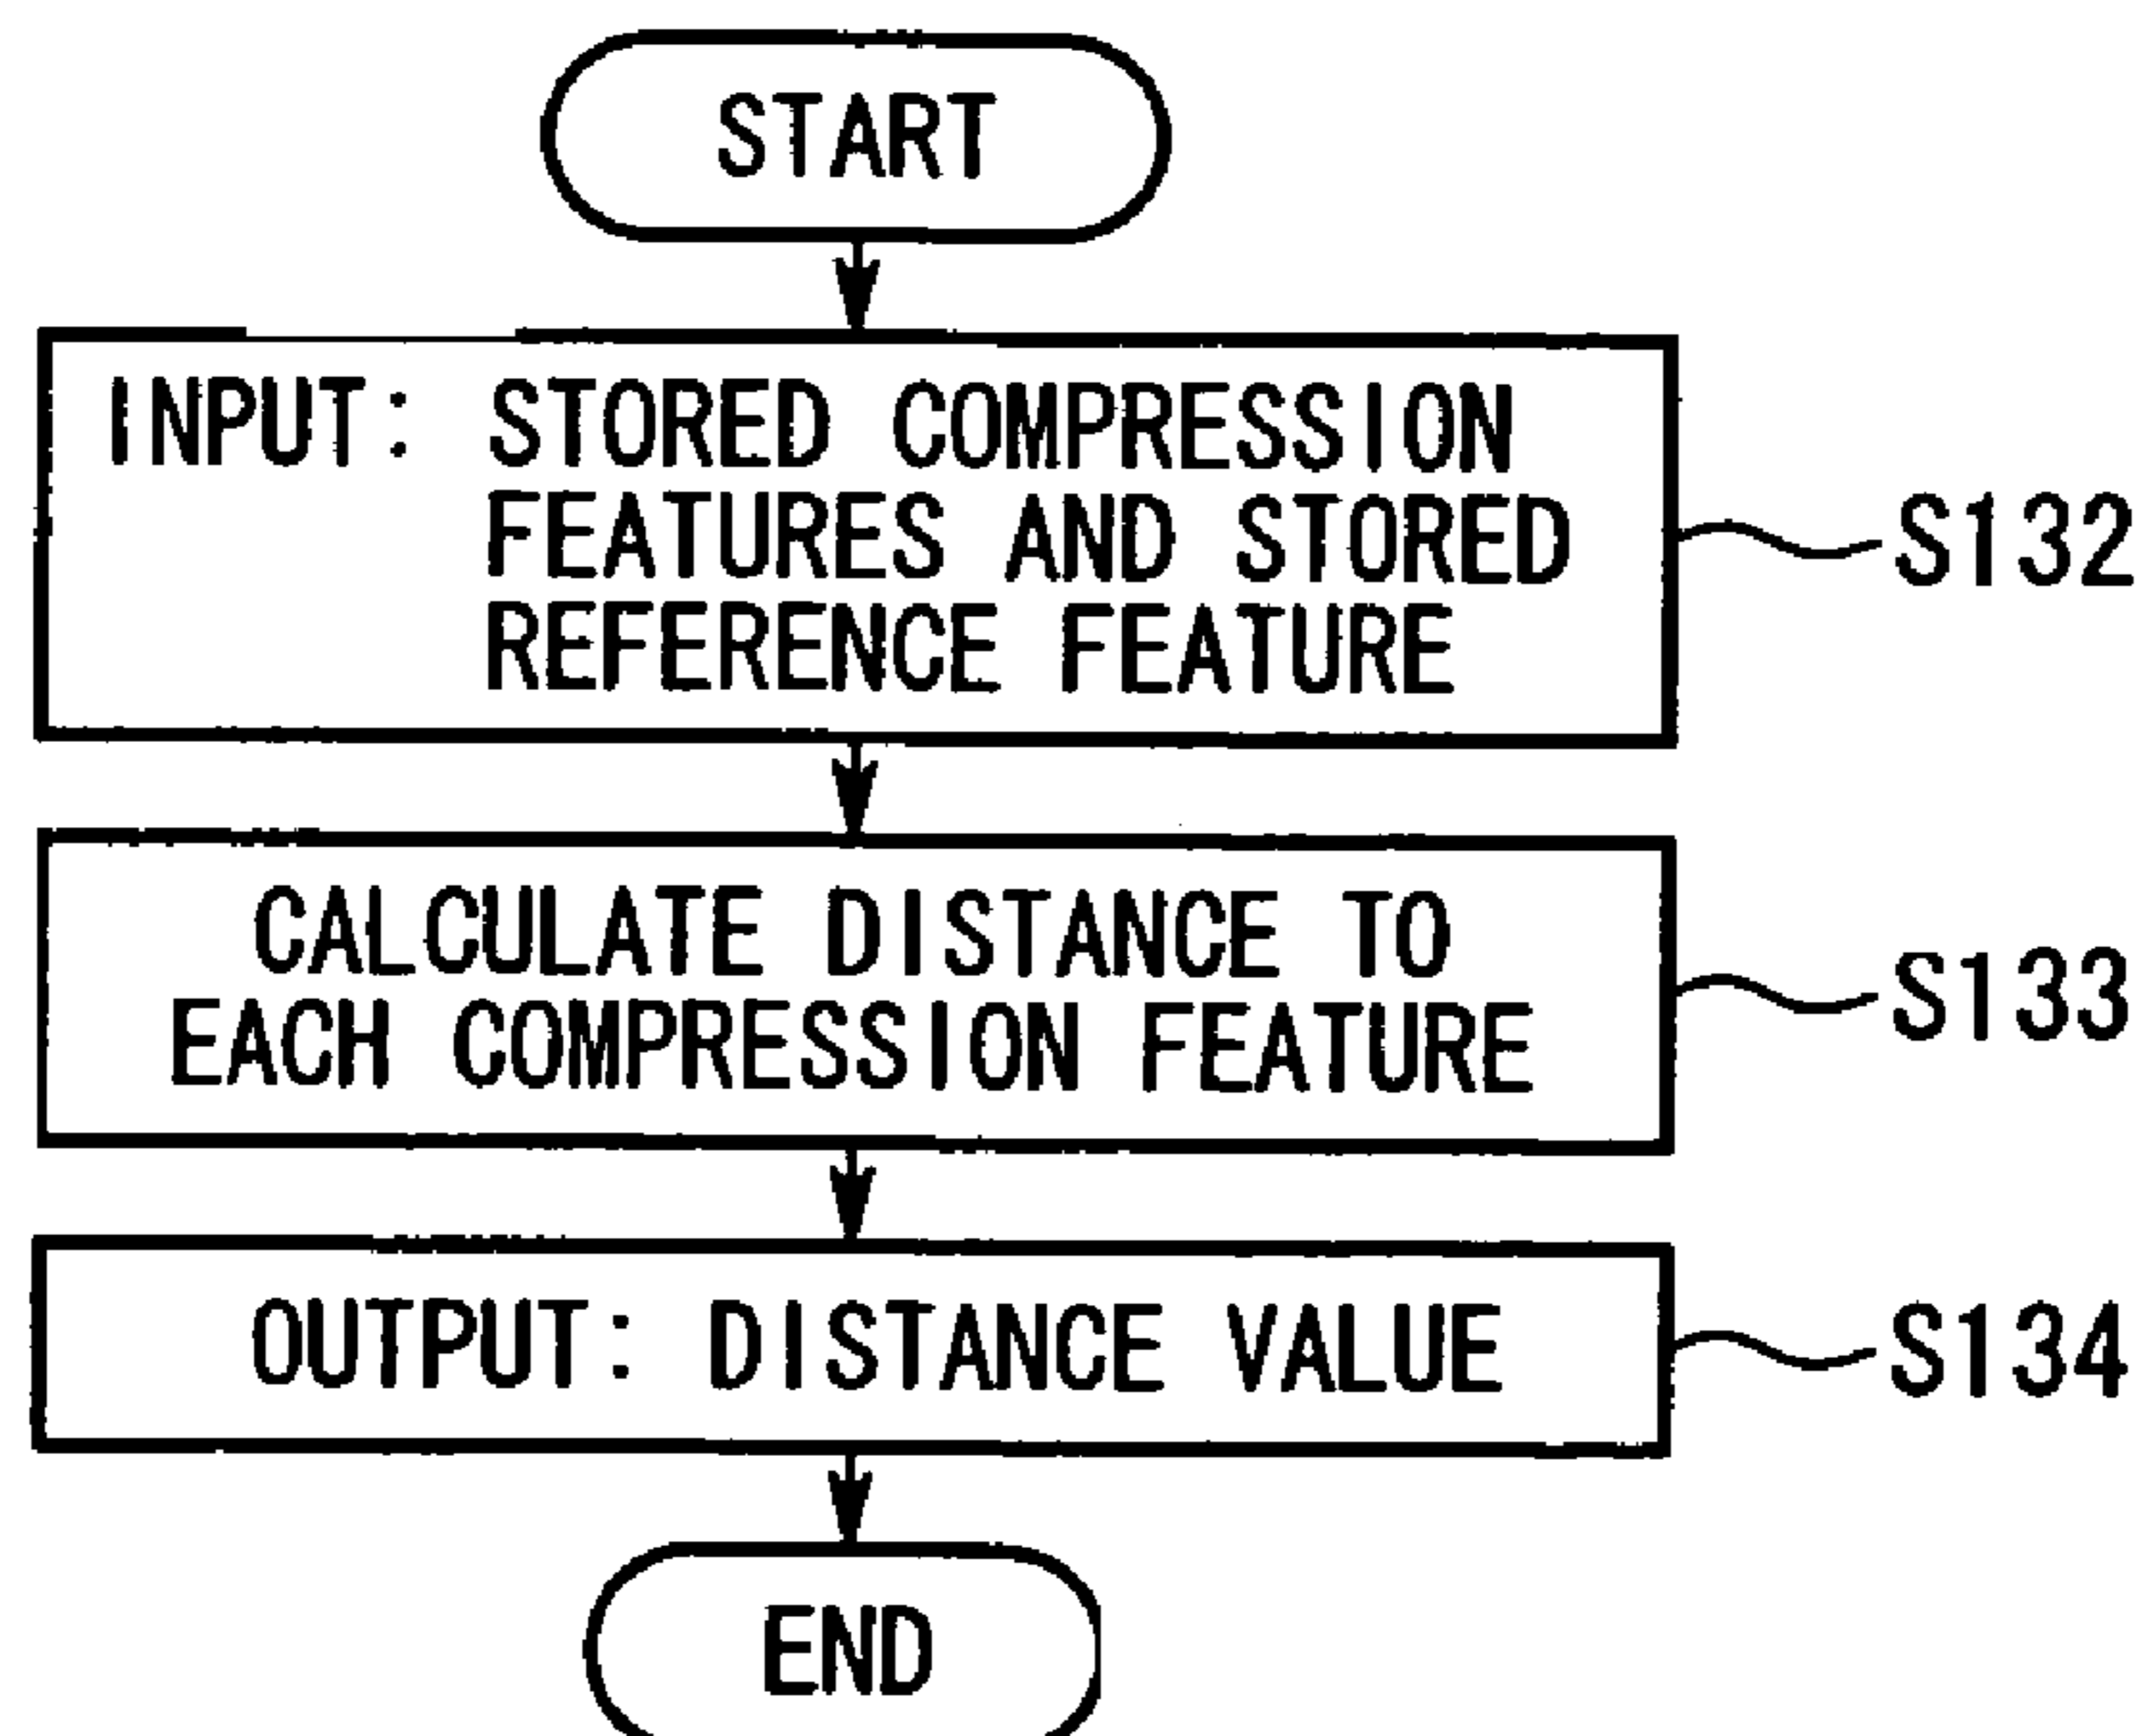 START
INPUT: STORED COMPRESSION
FEATURES AND STORED
REFERENCE FEATURE
S132
CALCULATE DISTANCE TO
EACH COMPRESSION FEATURE
S133
OUTPUT: DISTANCE VALUE
S134
END